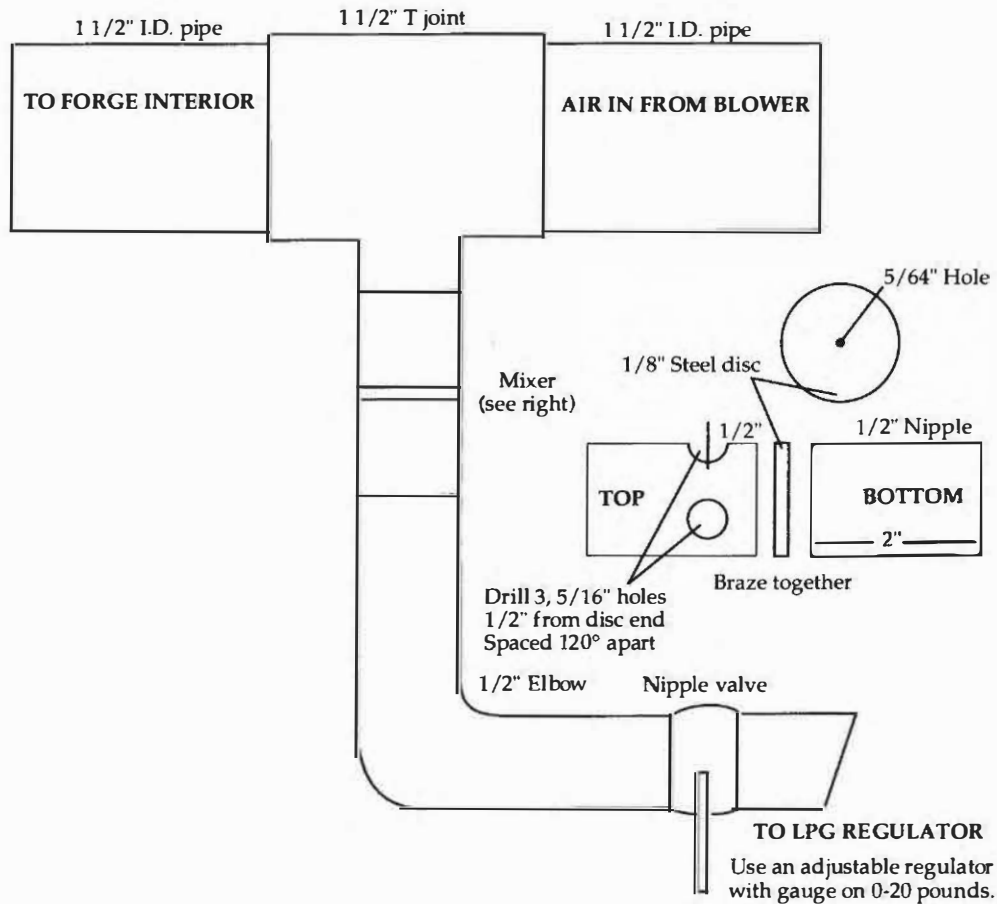 1 1/2" I.D. pipe
1 1/2" T joint
1 1/2" I.D. pipe
TO FORGE INTERIOR
AIR IN FROM BLOWER
5/64" Hole
1/8" Steel disc
Mixer
(see right)
1/2"
1/2" Nipple
TOP
BOTTOM
2"
Braze together
Drill 3, 5/16" holes
1/2" from disc end
Spaced 120° apart
1/2" Elbow
Nipple valve
TO LPG REGULATOR
Use an adjustable regulator
with gauge on 0-20 pounds.